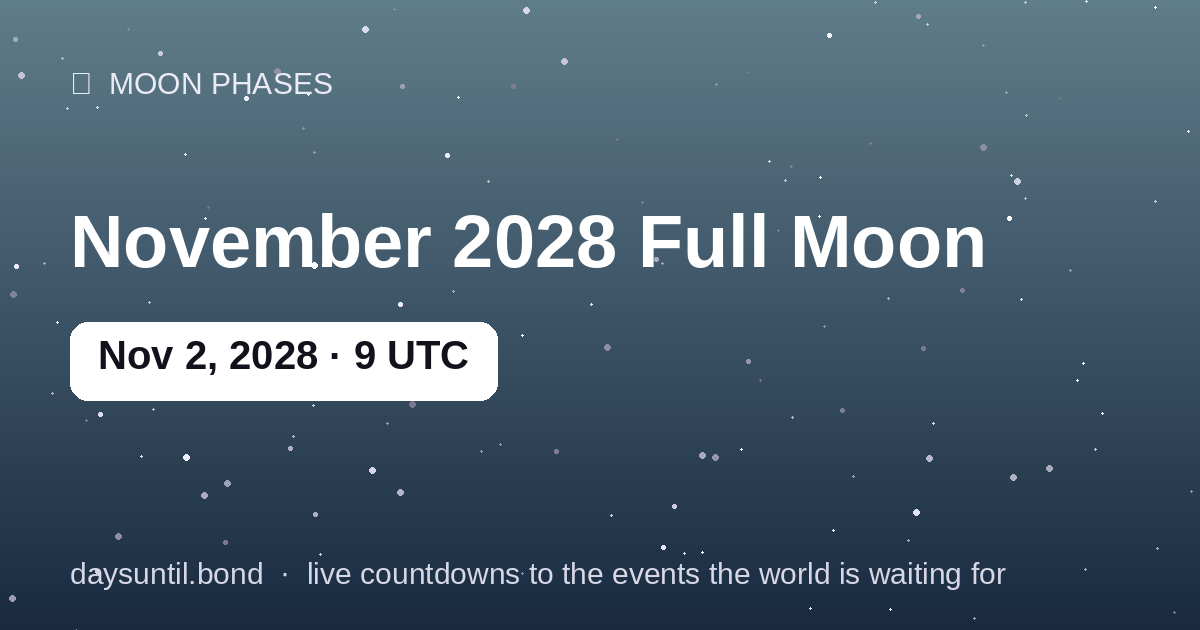 MOON PHASES
November 2028 Full Moon
Nov 2, 2028 · 9 UTC
daysuntil.bond · live countdowns to the events the world is waiting for